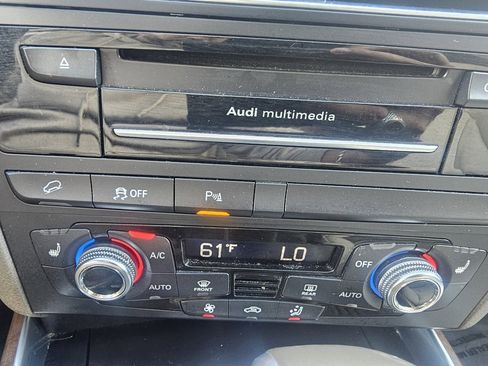 Audi multimedia
OFF
P
A/C
61°F LO
OFF
AUTO
FRONT
REAR
AUTO